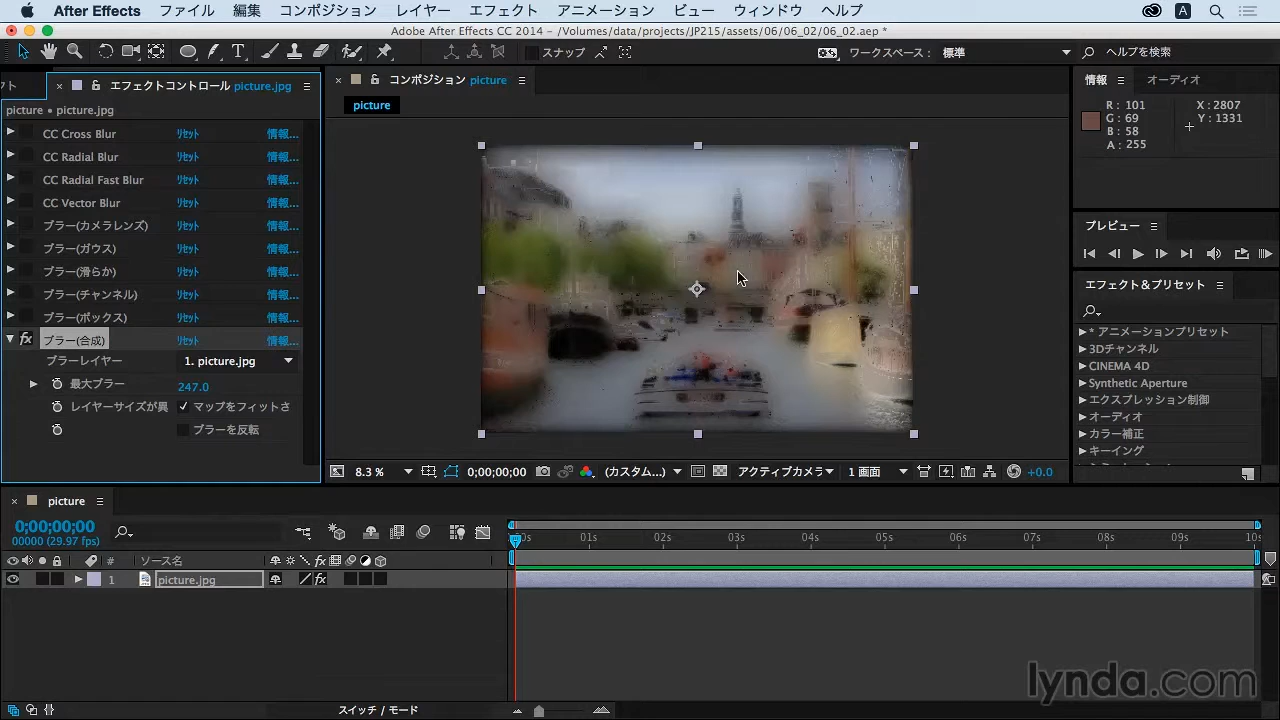 After Effects ファイル 編集 コンポジション レイヤー エフェクト アニメーション ビュー ウィンドウ ヘルプ A
Adobe After Effects CC 2014 - /Volumes/data/projects/JP215/assets/06/06_02/06_02.aep *
T スナップ ワークスペース: 標準 ヘルプを検索
クト × エフェクトコントロール picture.jpg
picture • picture.jpg
CC Cross Blur リセット 情報...
CC Radial Blur リセット 情報...
CC Radial Fast Blur リセット 情報...
CC Vector Blur リセット 情報...
ブラー(カメラレンズ) リセット 情報...
ブラー(ガウス) リセット 情報...
ブラー(滑らか) リセット 情報...
ブラー(チャンネル) リセット 情報...
ブラー(ボックス) リセット 情報...
fx ブラー(合成) リセット 情報...
ブラーレイヤー 1. picture.jpg
最大ブラー 247.0
レイヤーサイズが異 マップをフィットさ
ブラーを反転
× コンポジション picture
picture
8.3 % 0;00;00;00 (カスタム...) アクティブカメラ 1 画面 +0.0
情報 オーディオ
R : 101 X : 2807
G : 69 Y : 1331
B : 58
A : 255
プレビュー
エフェクト&プリセット
* アニメーションプリセット
3Dチャンネル
CINEMA 4D
Synthetic Aperture
エクスプレッション制御
オーディオ
カラー補正
キーイング
× picture
0;00;00;00
00000 (29.97 fps)
# ソース名 fx
1 picture.jpg fx
0s 01s 02s 03s 04s 05s 06s 07s 08s 09s 10s
スイッチ / モード
lynda.com